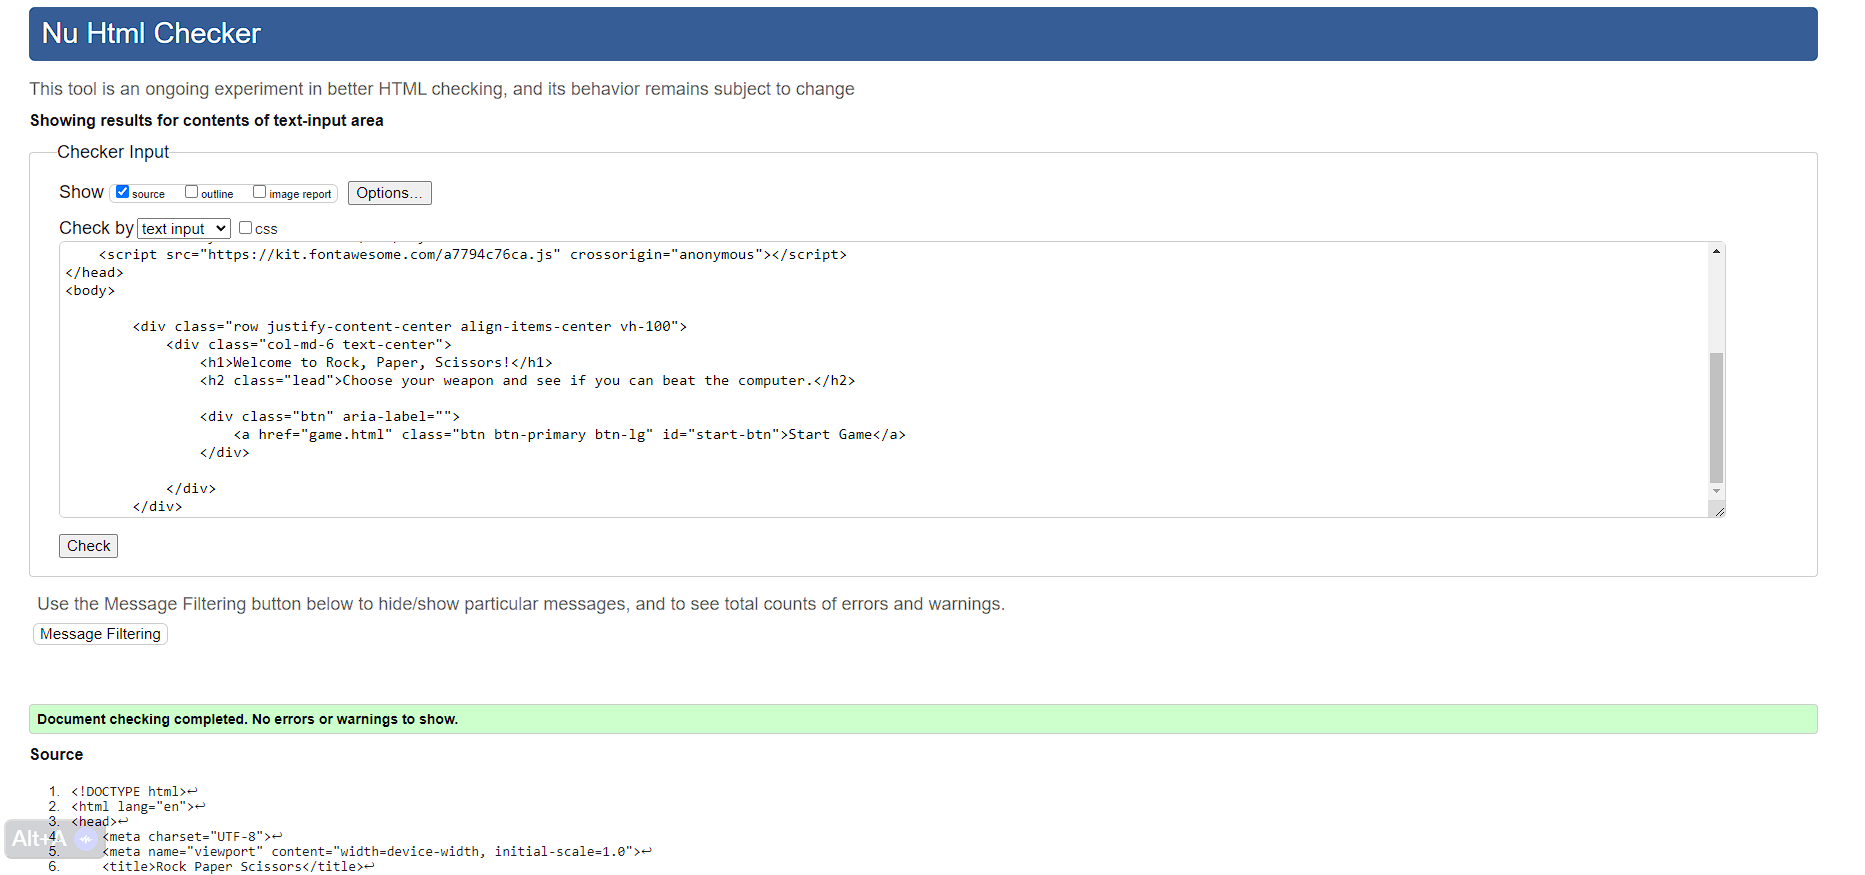 Nu Html Checker
This tool is an ongoing experiment in better HTML checking, and its behavior remains subject to change
Showing results for contents of text-input area
Checker Input
Show source outline image report Options...
Check by text input css
<script src="https://kit.fontawesome.com/a7794c76ca.js" crossorigin="anonymous"></script>
</head>
<body>
<div class="row justify-content-center align-items-center vh-100">
<div class="col-md-6 text-center">
<h1>Welcome to Rock, Paper, Scissors!</h1>
<h2 class="lead">Choose your weapon and see if you can beat the computer.</h2>
<div class="btn" aria-label="">
<a href="game.html" class="btn btn-primary btn-lg" id="start-btn">Start Game</a>
</div>
</div>
</div>
Check
Use the Message Filtering button below to hide/show particular messages, and to see total counts of errors and warnings.
Message Filtering
Document checking completed. No errors or warnings to show.
Source
1. <!DOCTYPE html>↩
2. <html lang="en">↩
3. <head>↩
4. <meta charset="UTF-8">↩
5. <meta name="viewport" content="width=device-width, initial-scale=1.0">↩
6. <title>Rock Paper Scissors</title>↩
Alt+A